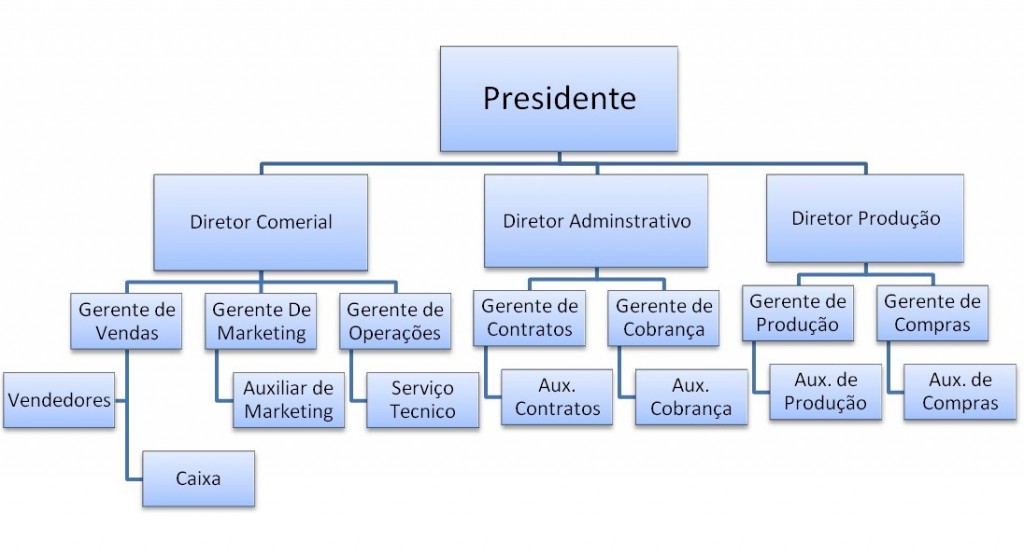 Presidente
Diretor Comerial
Diretor Adminstrativo
Diretor Produção
Gerente de
Vendas
Gerente De
Marketing
Gerente de
Operações
Gerente de
Contratos
Gerente de
Cobrança
Gerente de
Produção
Gerente de
Compras
Vendedores
Auxiliar de
Marketing
Serviço
Tecnico
Aux.
Contratos
Aux.
Cobrança
Aux. de
Produção
Aux. de
Compras
Caixa